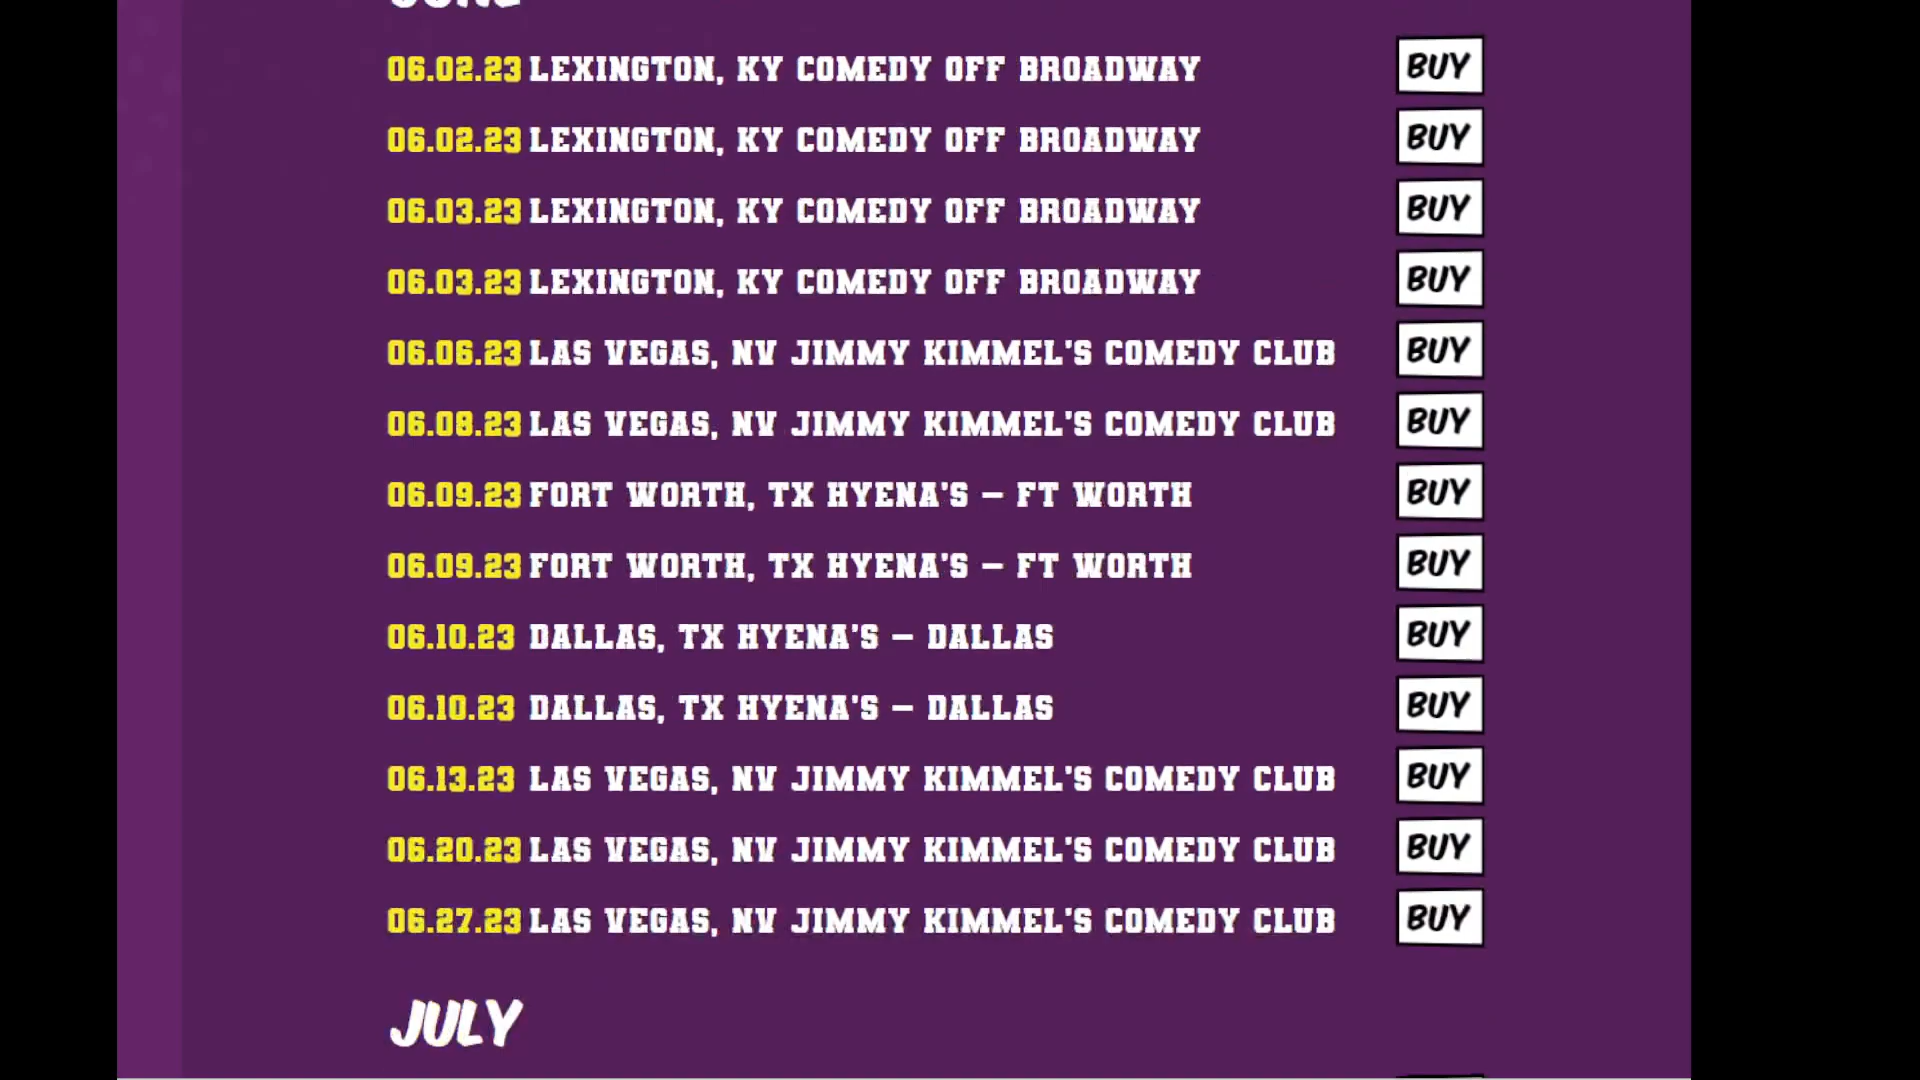 06.02.23 LEXINGTON, KY COMEDY OFF BROADWAY BUY
06.02.23 LEXINGTON, KY COMEDY OFF BROADWAY BUY
06.03.23 LEXINGTON, KY COMEDY OFF BROADWAY BUY
06.03.23 LEXINGTON, KY COMEDY OFF BROADWAY BUY
06.06.23 LAS VEGAS, NV JIMMY KIMMEL'S COMEDY CLUB BUY
06.08.23 LAS VEGAS, NV JIMMY KIMMEL'S COMEDY CLUB BUY
06.09.23 FORT WORTH, TX HYENA'S – FT WORTH BUY
06.09.23 FORT WORTH, TX HYENA'S – FT WORTH BUY
06.10.23 DALLAS, TX HYENA'S – DALLAS BUY
06.10.23 DALLAS, TX HYENA'S – DALLAS BUY
06.13.23 LAS VEGAS, NV JIMMY KIMMEL'S COMEDY CLUB BUY
06.20.23 LAS VEGAS, NV JIMMY KIMMEL'S COMEDY CLUB BUY
06.27.23 LAS VEGAS, NV JIMMY KIMMEL'S COMEDY CLUB BUY
JULY